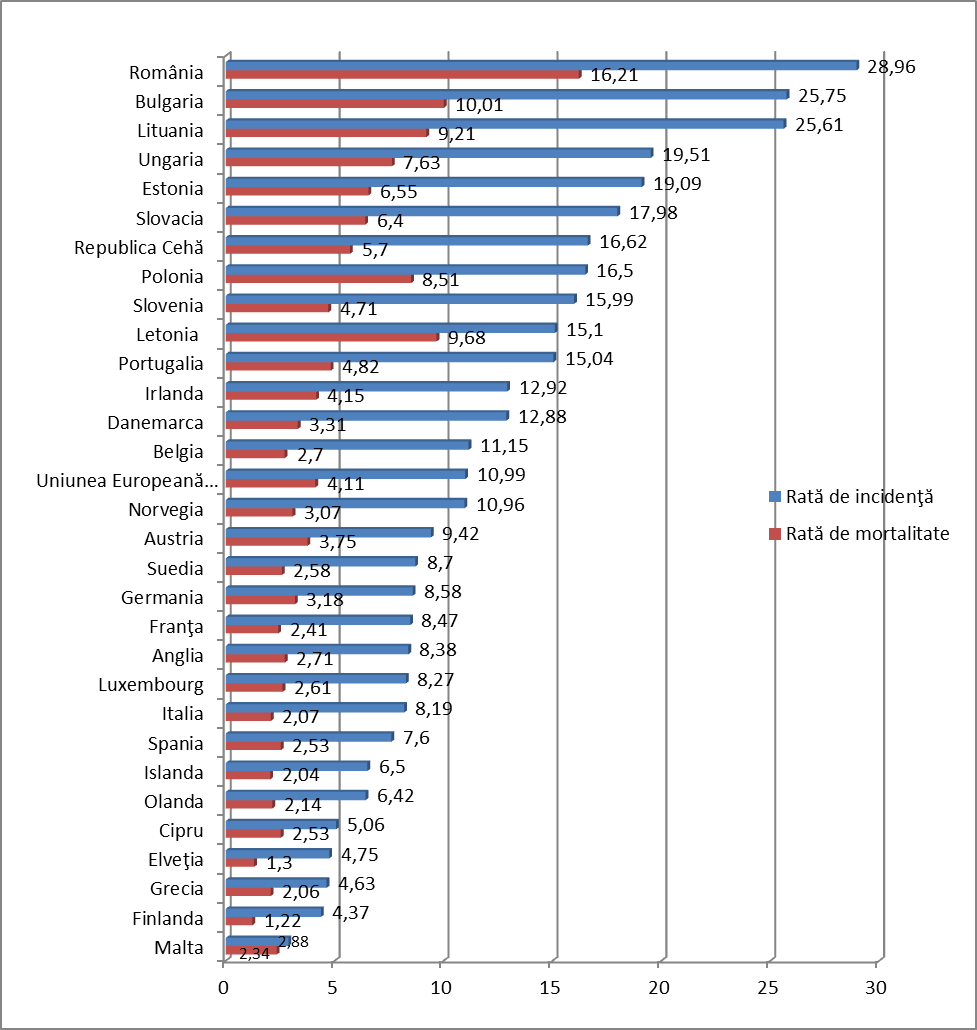 România 28,96
16,21
Bulgaria 25,75
10,01
Lituania 25,61
9,21
Ungaria 19,51
7,63
Estonia 19,09
6,55
Slovacia 17,98
6,4
Republica Cehă 16,62
5,7
Polonia 16,5
8,51
Slovenia 15,99
4,71
Letonia 15,1
9,68
Portugalia 15,04
4,82
Irlanda 12,92
4,15
Danemarca 12,88
3,31
Belgia 11,15
2,7
Uniunea Europeană... 10,99
4,11
Norvegia 10,96
3,07
Austria 9,42
3,75
Suedia 8,7
2,58
Germania 8,58
3,18
Franţa 8,47
2,41
Anglia 8,38
2,71
Luxembourg 8,27
2,61
Italia 8,19
2,07
Spania 7,6
2,53
Islanda 6,5
2,04
Olanda 6,42
2,14
Cipru 5,06
2,53
Elveţia 4,75
1,3
Grecia 4,63
2,06
Finlanda 4,37
1,22
Malta 2,88
2,34
0 5 10 15 20 25 30
Rată de incidenţă
Rată de mortalitate